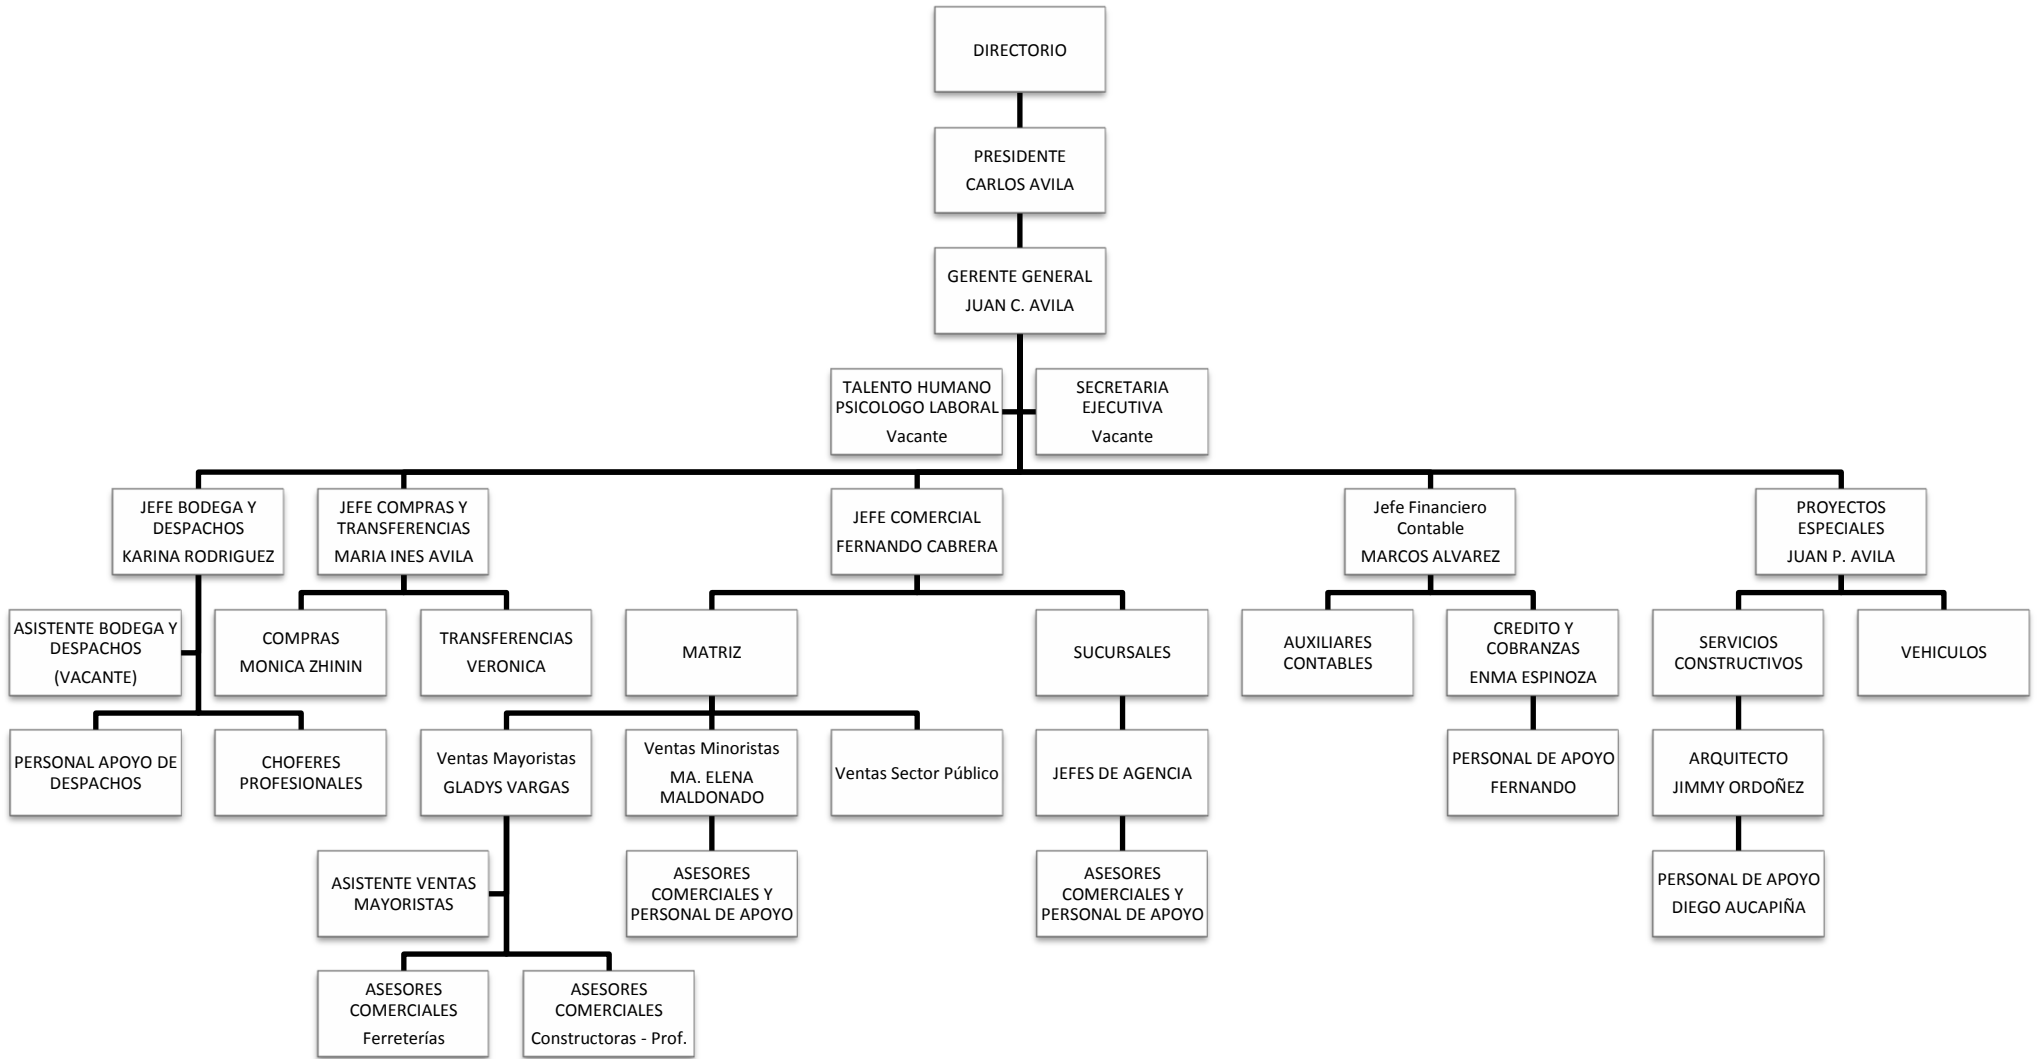 DIRECTORIO
PRESIDENTE
CARLOS AVILA
GERENTE GENERAL
JUAN C. AVILA
TALENTO HUMANO
PSICOLOGO LABORAL
Vacante
SECRETARIA
EJECUTIVA
Vacante
JEFE BODEGA Y
DESPACHOS
KARINA RODRIGUEZ
JEFE COMPRAS Y
TRANSFERENCIAS
MARIA INES AVILA
JEFE COMERCIAL
FERNANDO CABRERA
Jefe Financiero
Contable
MARCOS ALVAREZ
PROYECTOS
ESPECIALES
JUAN P. AVILA
ASISTENTE BODEGA Y
DESPACHOS
(VACANTE)
COMPRAS
MONICA ZHININ
TRANSFERENCIAS
VERONICA
MATRIZ
SUCURSALES
AUXILIARES
CONTABLES
CREDITO Y
COBRANZAS
ENMA ESPINOZA
SERVICIOS
CONSTRUCTIVOS
VEHICULOS
PERSONAL APOYO DE
DESPACHOS
CHOFERES
PROFESIONALES
Ventas Mayoristas
GLADYS VARGAS
Ventas Minoristas
MA. ELENA
MALDONADO
Ventas Sector Público
JEFES DE AGENCIA
PERSONAL DE APOYO
FERNANDO
ARQUITECTO
JIMMY ORDOÑEZ
ASISTENTE VENTAS
MAYORISTAS
ASESORES
COMERCIALES Y
PERSONAL DE APOYO
ASESORES
COMERCIALES Y
PERSONAL DE APOYO
PERSONAL DE APOYO
DIEGO AUCAPIÑA
ASESORES
COMERCIALES
Ferreterías
ASESORES
COMERCIALES
Constructoras - Prof.